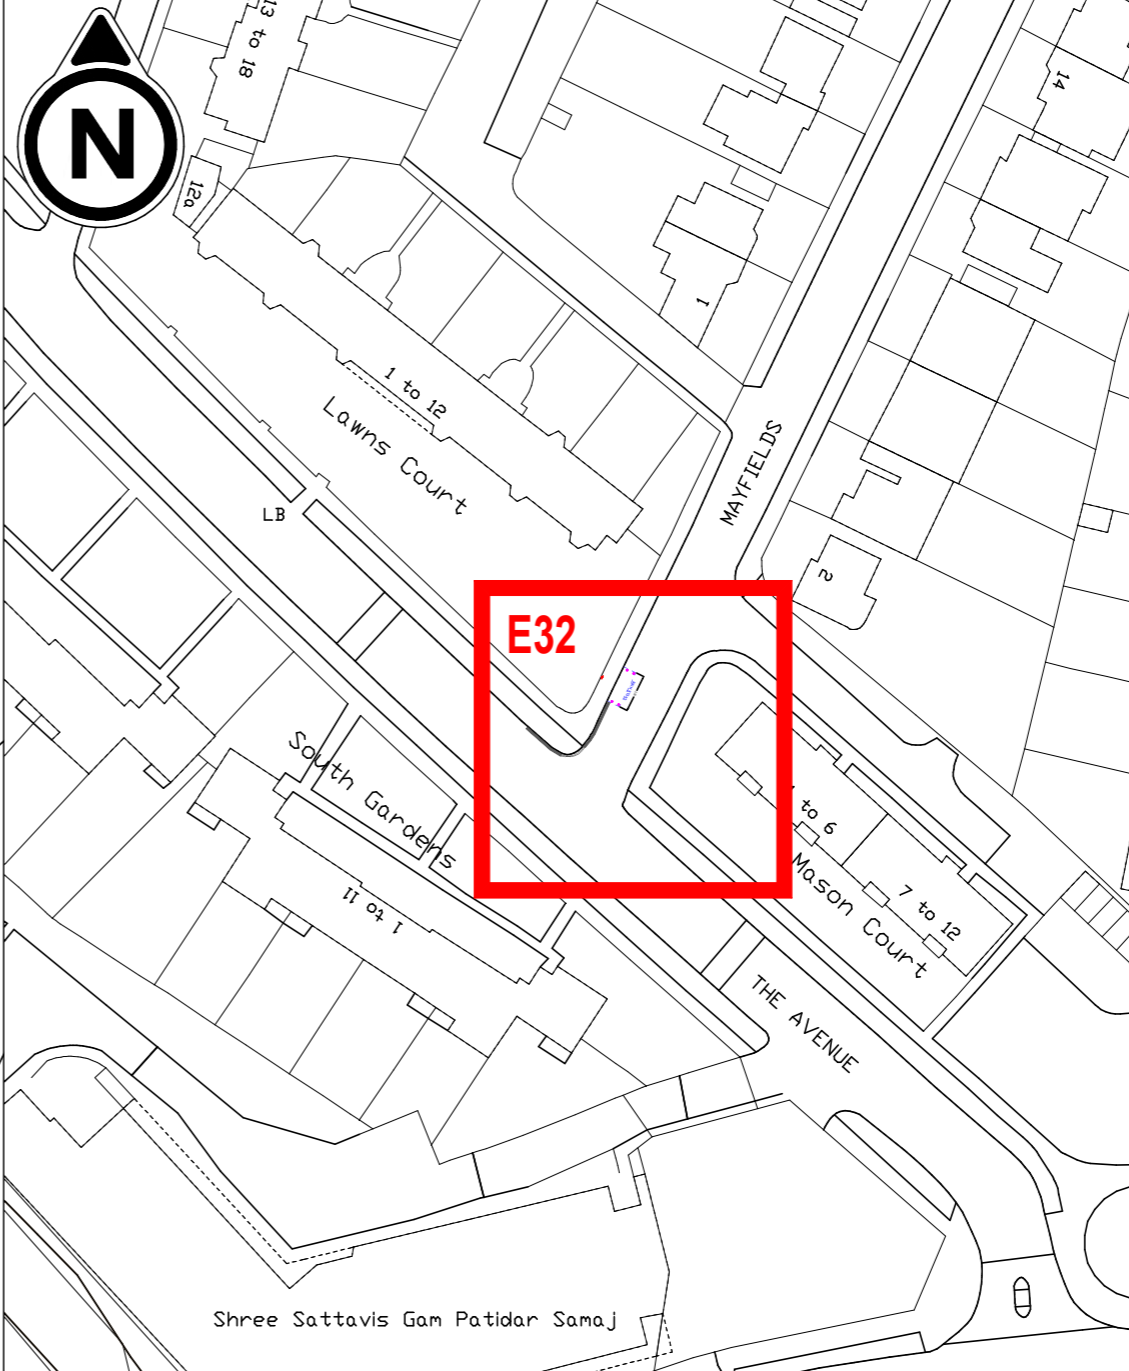 13 to 18
N
14
12a
1
1 to 12
Lawns Court
MAYFIELDS
LB
2
E32
South Gardens
to 6
Mason Court
7 to 12
1 to 11
THE AVENUE
Shree Sattavis Gam Patidar Samaj